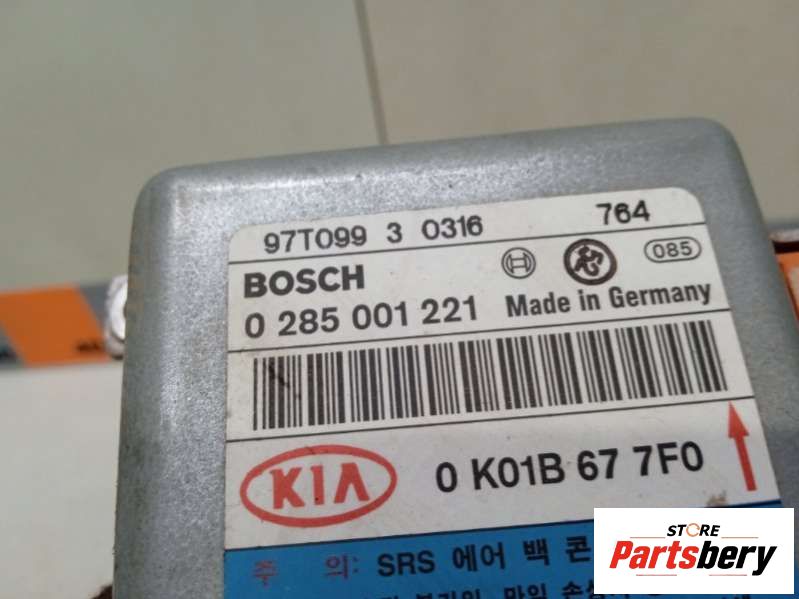 97T099 3 0316 764
BOSCH
085
0 285 001 221 Made in Germany
KIA
0 K01B 67 7F0
주 의: SRS 에어 백 콘
STORE
Partsbery